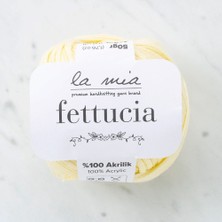 50gr
la mia
premium handknitting yarn brand
fettucia
%100 Akrilik
100% Acrylic